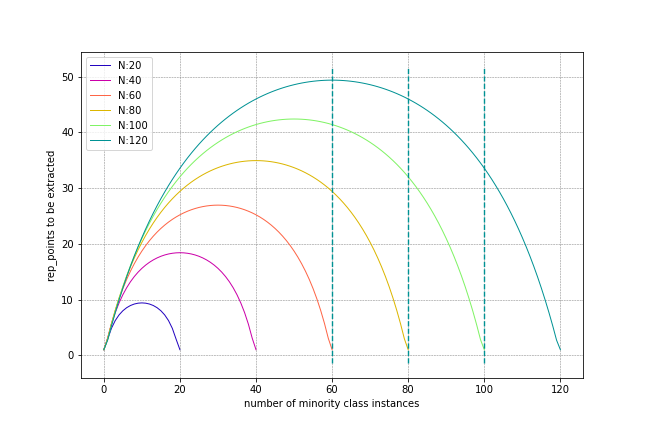 N:20
N:40
N:60
N:80
N:100
N:120
50
40
30
20
10
0
rep_points to be extracted
0 20 40 60 80 100 120
number of minority class instances